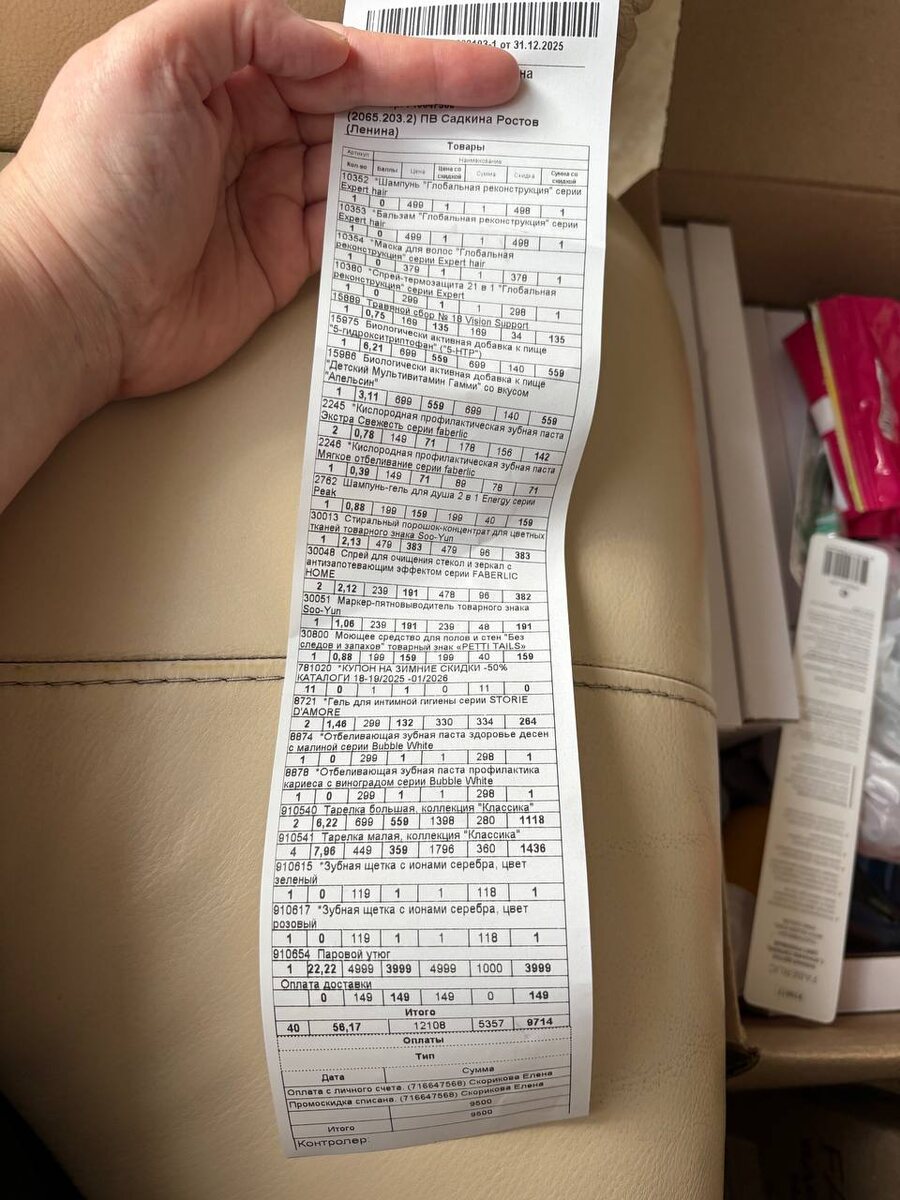 -1 от 31.12.2025
на
(2065.203.2) ПВ Садкина Ростов
(Ленина)
Товары
Артикул Наименование
Кол-во Баллы Цена Цена со скидкой Сумма Скидка Сумма со скидкой
10352 *Шампунь "Глобальная реконструкция" серии
Expert hair
1 0 499 1 1 498 1
10353 *Бальзам "Глобальная реконструкция" серии
Expert hair
1 0 499 1 1 498 1
10354 *Маска для волос "Глобальная
реконструкция" серии Expert hair
1 0 379 1 1 378 1
10380 *Спрей-термозащита 21 в 1 "Глобальная
реконструкция" серии Expert
1 0 299 1 1 298 1
15889 Травяной сбор № 18 Vision Support
1 0,75 169 135 169 34 135
15975 Биологически активная добавка к пище
"5-гидрокситриптофан" ("5-HTP")
1 6,21 699 559 699 140 559
15986 Биологически активная добавка к пище
"Детский Мультивитамин Гамми" со вкусом
"Апельсин"
1 3,11 699 559 699 140 559
2245 *Кислородная профилактическая зубная паста
Экстра Свежесть серии faberlic
2 0,78 149 71 178 156 142
2246 *Кислородная профилактическая зубная паста
Мягкое отбеливание серии faberlic
1 0,39 149 71 89 78 71
2762 Шампунь-гель для душа 2 в 1 Energy серии
Peak
1 0,88 199 159 199 40 159
30013 Стиральный порошок-концентрат для цветных
тканей товарного знака Soo-Yun
1 2,13 479 383 479 96 383
30048 Спрей для очищения стекол и зеркал с
антизапотевающим эффектом серии FABERLIC
HOME
2 2,12 239 191 478 96 382
30051 Маркер-пятновыводитель товарного знака
Soo-Yun
1 1,06 239 191 239 48 191
30800 Моющее средство для полов и стен "Без
следов и запахов" товарный знак «PETTI TAILS»
1 0,88 199 159 199 40 159
781020 *КУПОН НА ЗИМНИЕ СКИДКИ -50%
КАТАЛОГИ 18-19/2025 -01/2026
11 0 1 1 0 11 0 0
8721 *Гель для интимной гигиены серии STORIE
D'AMORE
2 1,46 299 132 330 334 264
8874 *Отбеливающая зубная паста здоровье десен
с малиной серии Bubble White
1 0 299 1 1 298 1
8878 *Отбеливающая зубная паста профилактика
кариеса с виноградом серии Bubble White
1 0 299 1 1 298 1
910540 Тарелка большая, коллекция "Классика"
2 6,22 699 559 1398 280 1118
910541 Тарелка малая, коллекция "Классика"
4 7,96 449 359 1796 360 1436
910615 *Зубная щетка с ионами серебра, цвет
зеленый
1 0 119 1 1 118 1
910617 *Зубная щетка с ионами серебра, цвет
розовый
1 0 119 1 1 118 1
910654 Паровой утюг
1 22,22 4999 3999 4999 1000 3999
Оплата доставки
0 149 149 149 0 149
Итого
40 56,17 12108 5357 9714
Оплаты
Тип
Дата Сумма
Оплата с личного счета. (716647568) Скорикова Елена
Промоскидка списана. (716647568) Скорикова Елена
9500
Итого 9500
Контролер:
FABERLIC